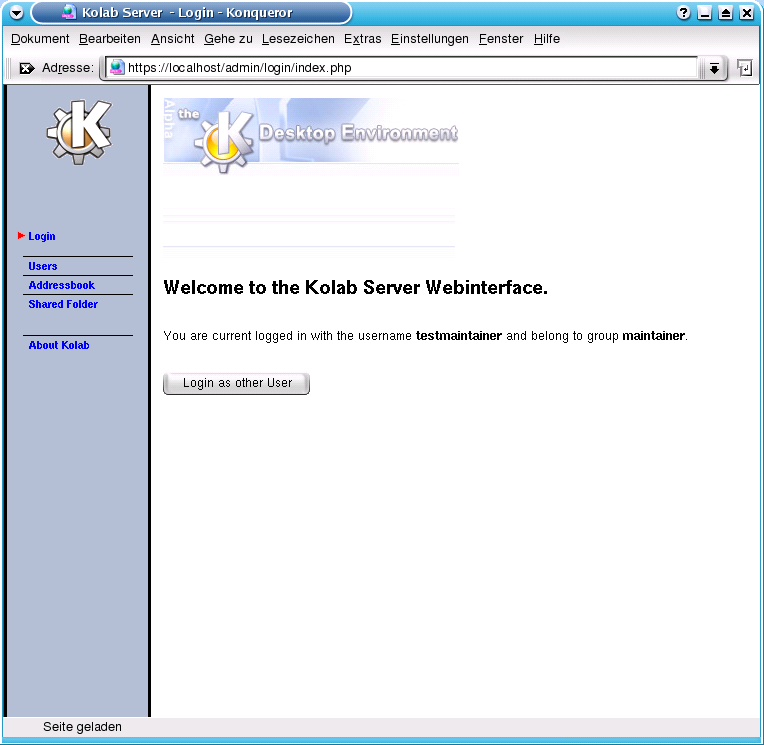 Kolab Server - Login - Konqueror
Dokument Bearbeiten Ansicht Gehe zu Lesezeichen Extras Einstellungen Fenster Hilfe
Adresse: https://localhost/admin/login/index.php
Alpha
the
K Desktop Environment
Login
Users
Addressbook
Shared Folder
About Kolab
Welcome to the Kolab Server Webinterface.
You are current logged in with the username testmaintainer and belong to group maintainer.
Login as other User
Seite geladen